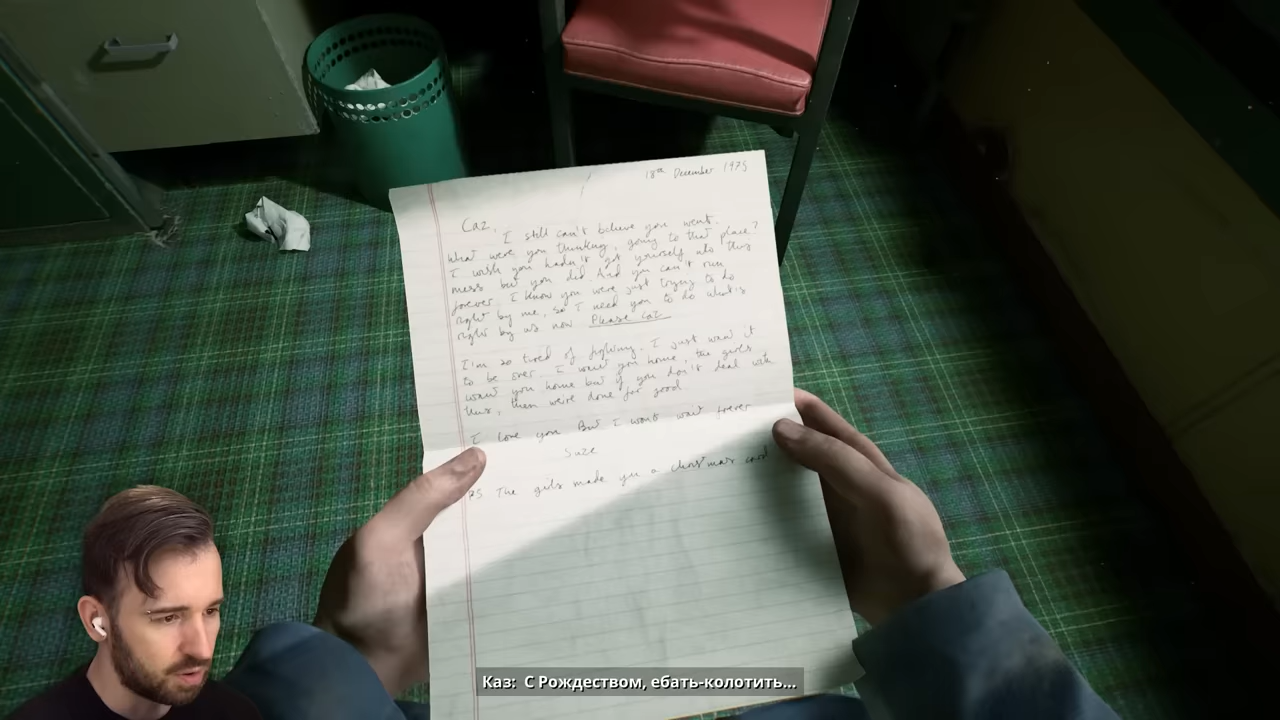 18th December 1975
Caz,
I still can't believe you went.
What were you thinking, going to that place?
I wish you hadn't got yourself into this
mess but you did. And you can't run
forever. I know you were just trying to do
right by me, so I need you to do what's
right by us now. Please Caz
I'm so tired of fighting. I just want it
to be over. I want you home. The girls
want you home but if you don't deal with
this, then we're done for good.
I love you But I won't wait forever
Suze
PS The girls made you a Christmas card
Каз: С Рождеством, ебать-колотить...